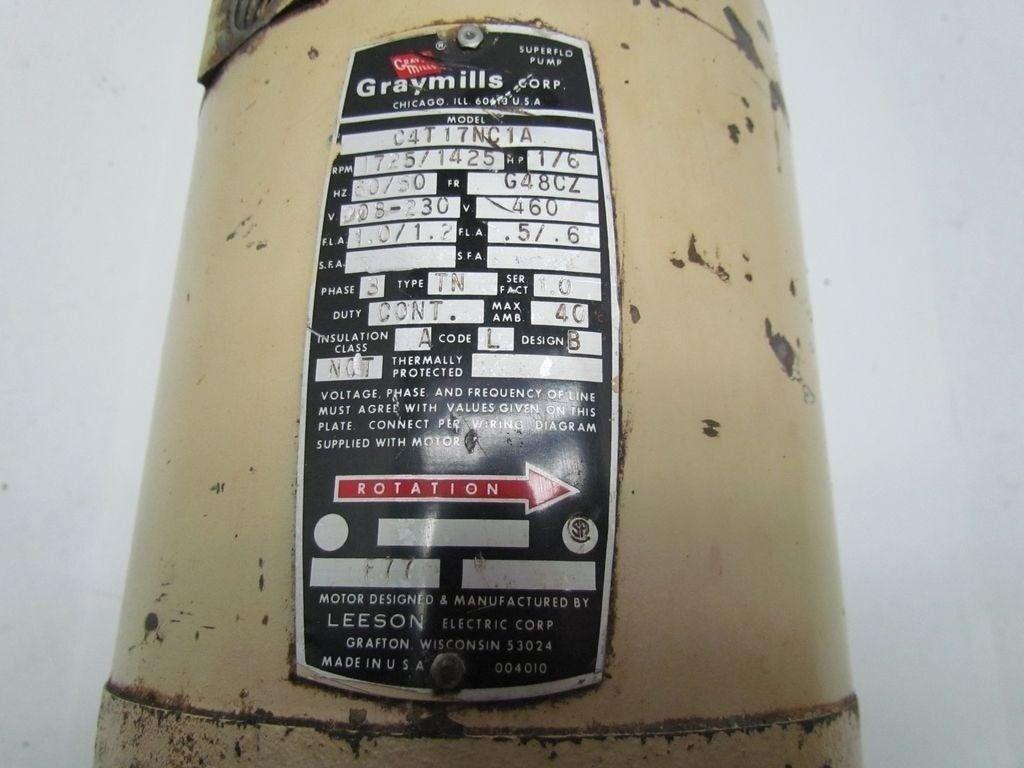 GRAY MILLS ®
SUPERFLO
PUMP
Graymills CORP.
CHICAGO, ILL. 60613 U.S.A
MODEL
C4T17NC1A
RPM 1725/1425 HP 1/6
HZ 60/50 FR G48CZ
V. 208-230 V. 460
F.L.A. 1.0/1.2 F.L.A. .5/.6
S.F.A. S.F.A.
PHASE 3 TYPE TN SER FACT 1.0
DUTY CONT. MAX AMB. 40
INSULATION CLASS A CODE L DESIGN B
NOT THERMALLY PROTECTED
VOLTAGE, PHASE, AND FREQUENCY OF LINE
MUST AGREE WITH VALUES GIVEN ON THIS
PLATE. CONNECT PER WIRING DIAGRAM
SUPPLIED WITH MOTOR
ROTATION
SA
F77
MOTOR DESIGNED & MANUFACTURED BY
LEESON ELECTRIC CORP
GRAFTON, WISCONSIN 53024
MADE IN U S A 004010